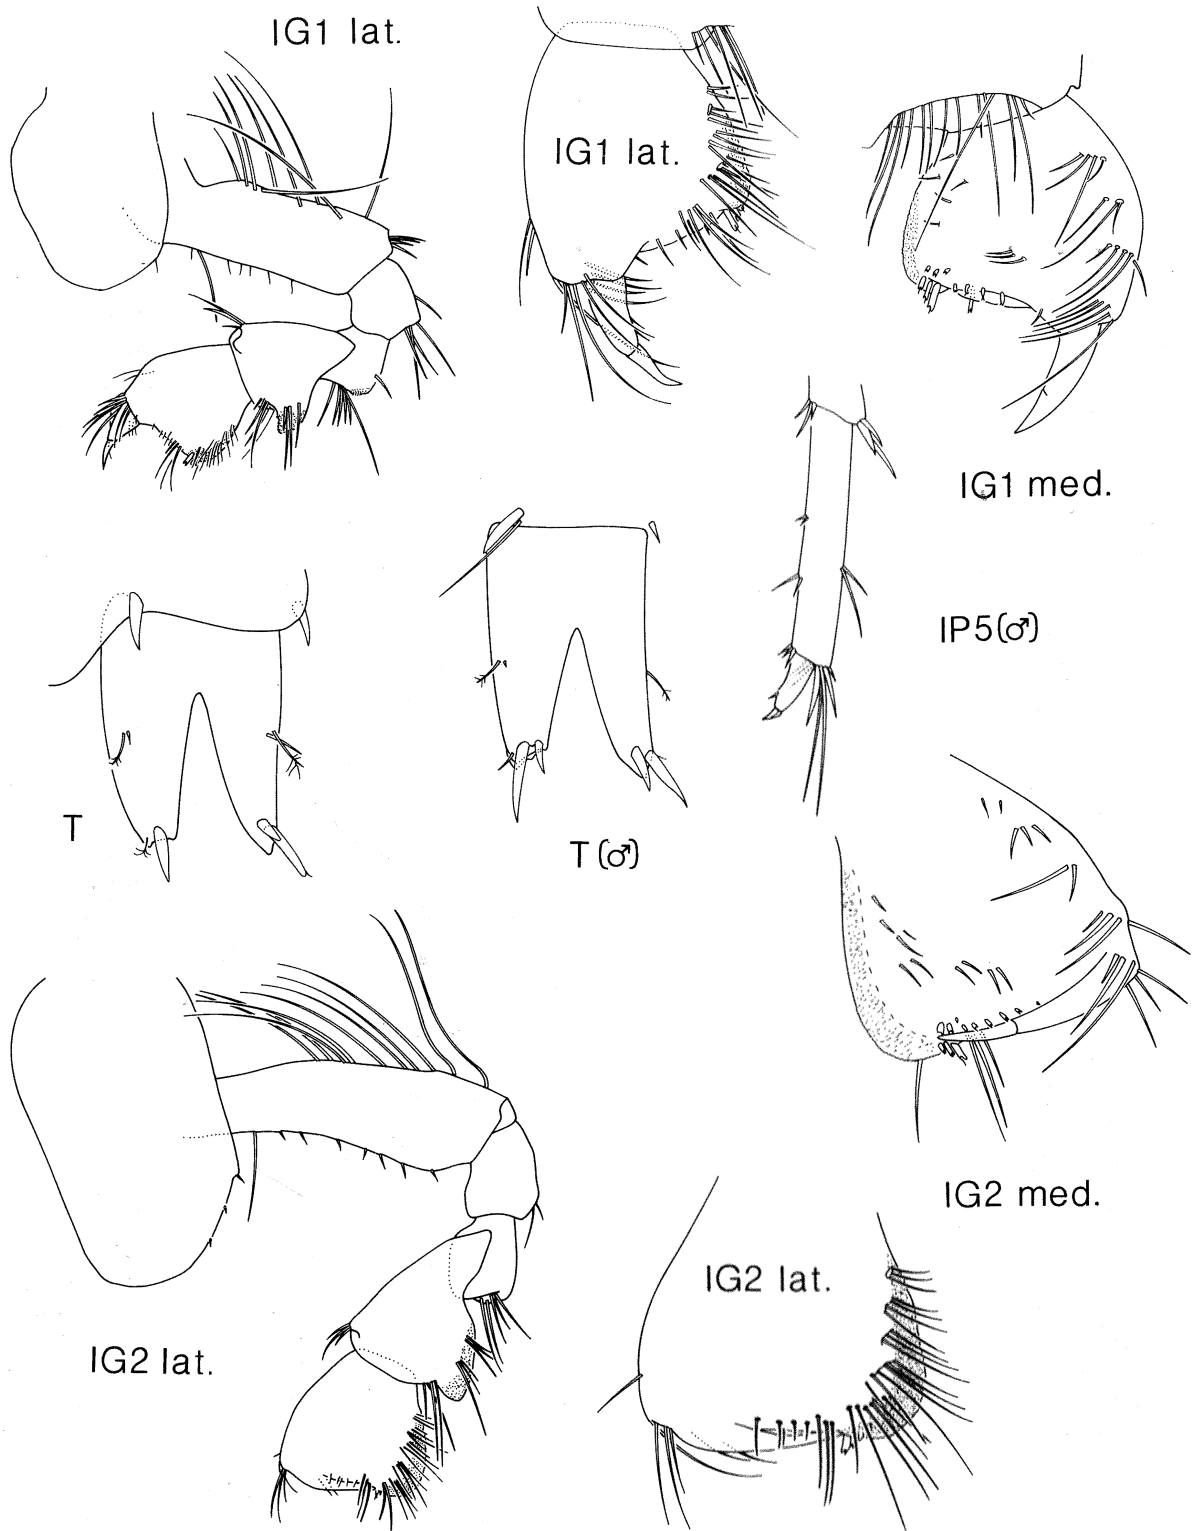 IG1 lat.
IG1 lat.
IG1 med.
IP5(♂)
T
T(♂)
IG2 med.
IG2 lat.
IG2 lat.